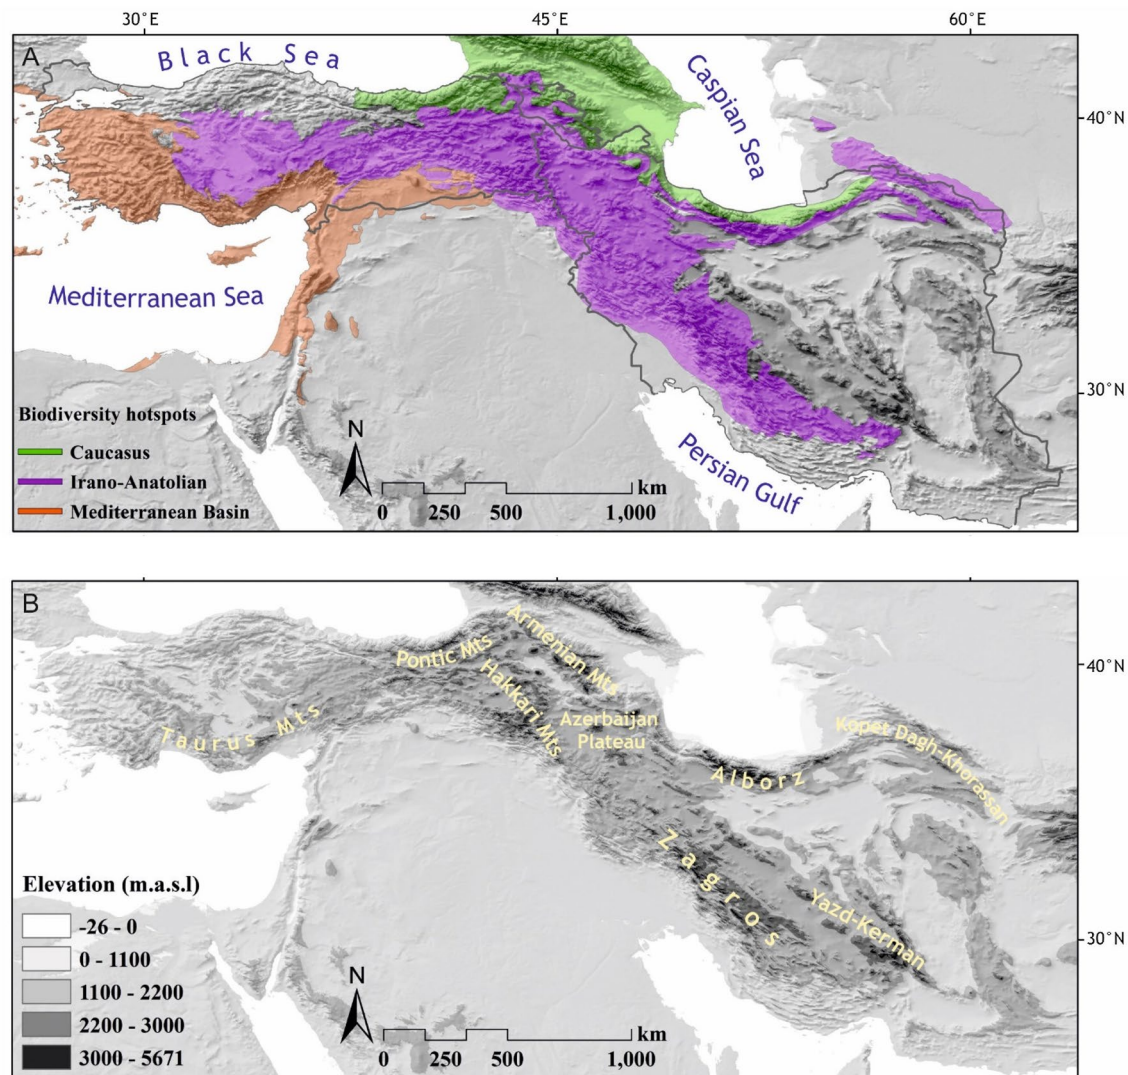 30°E 45°E 60°E
A
Black Sea
Caspian Sea
40°N
Mediterranean Sea
30°N
Biodiversity hotspots
Caucasus
Irano-Anatolian
Mediterranean Basin
N
km
0 250 500 1,000
Persian Gulf
B
Pontic Mts
Armenian Mts
40°N
Hakkari Mts
Taurus Mts
Azerbaijan
Plateau
Kopet Dagh-Khorassan
Alborz
Zagros
Yazd-Kerman
30°N
Elevation (m.a.s.l)
-26 - 0
0 - 1100
1100 - 2200
2200 - 3000
3000 - 5671
N
km
0 250 500 1,000